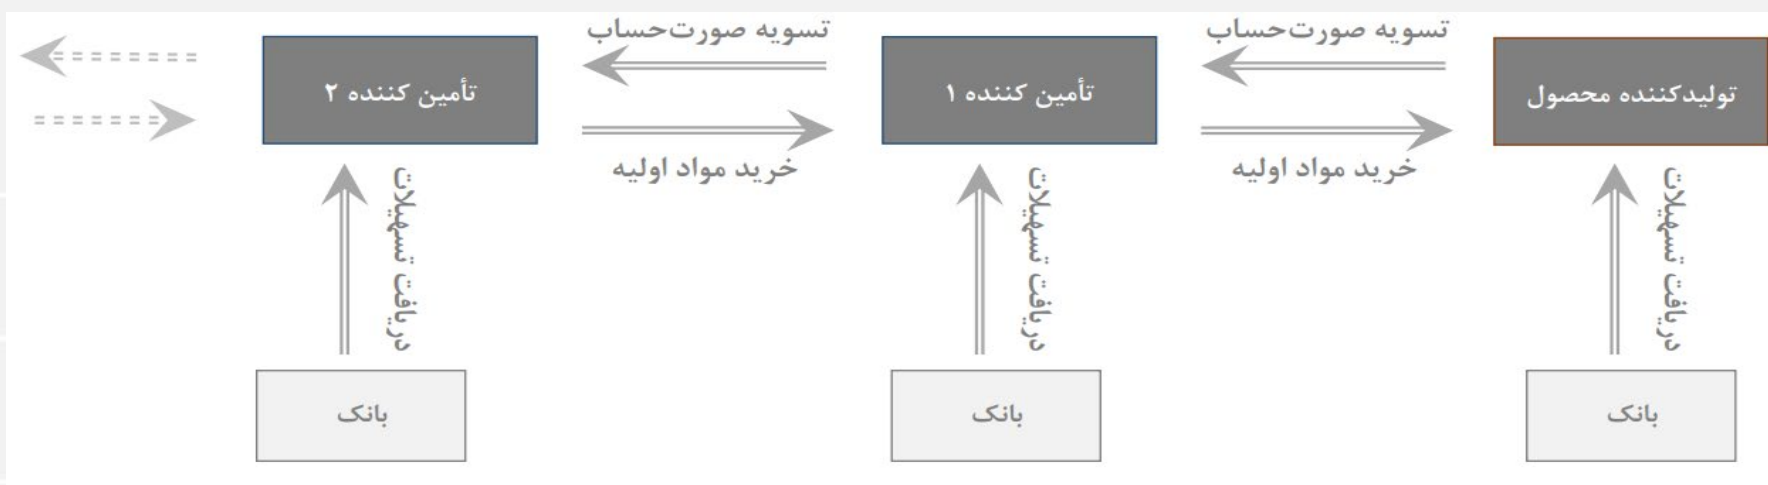 تسویه صورت‌حساب
تسویه صورت‌حساب
تولیدکننده محصول
تأمین کننده ۱
تأمین کننده ۲
خرید مواد اولیه
خرید مواد اولیه
دریافت تسهیلات
دریافت تسهیلات
دریافت تسهیلات
بانک
بانک
بانک